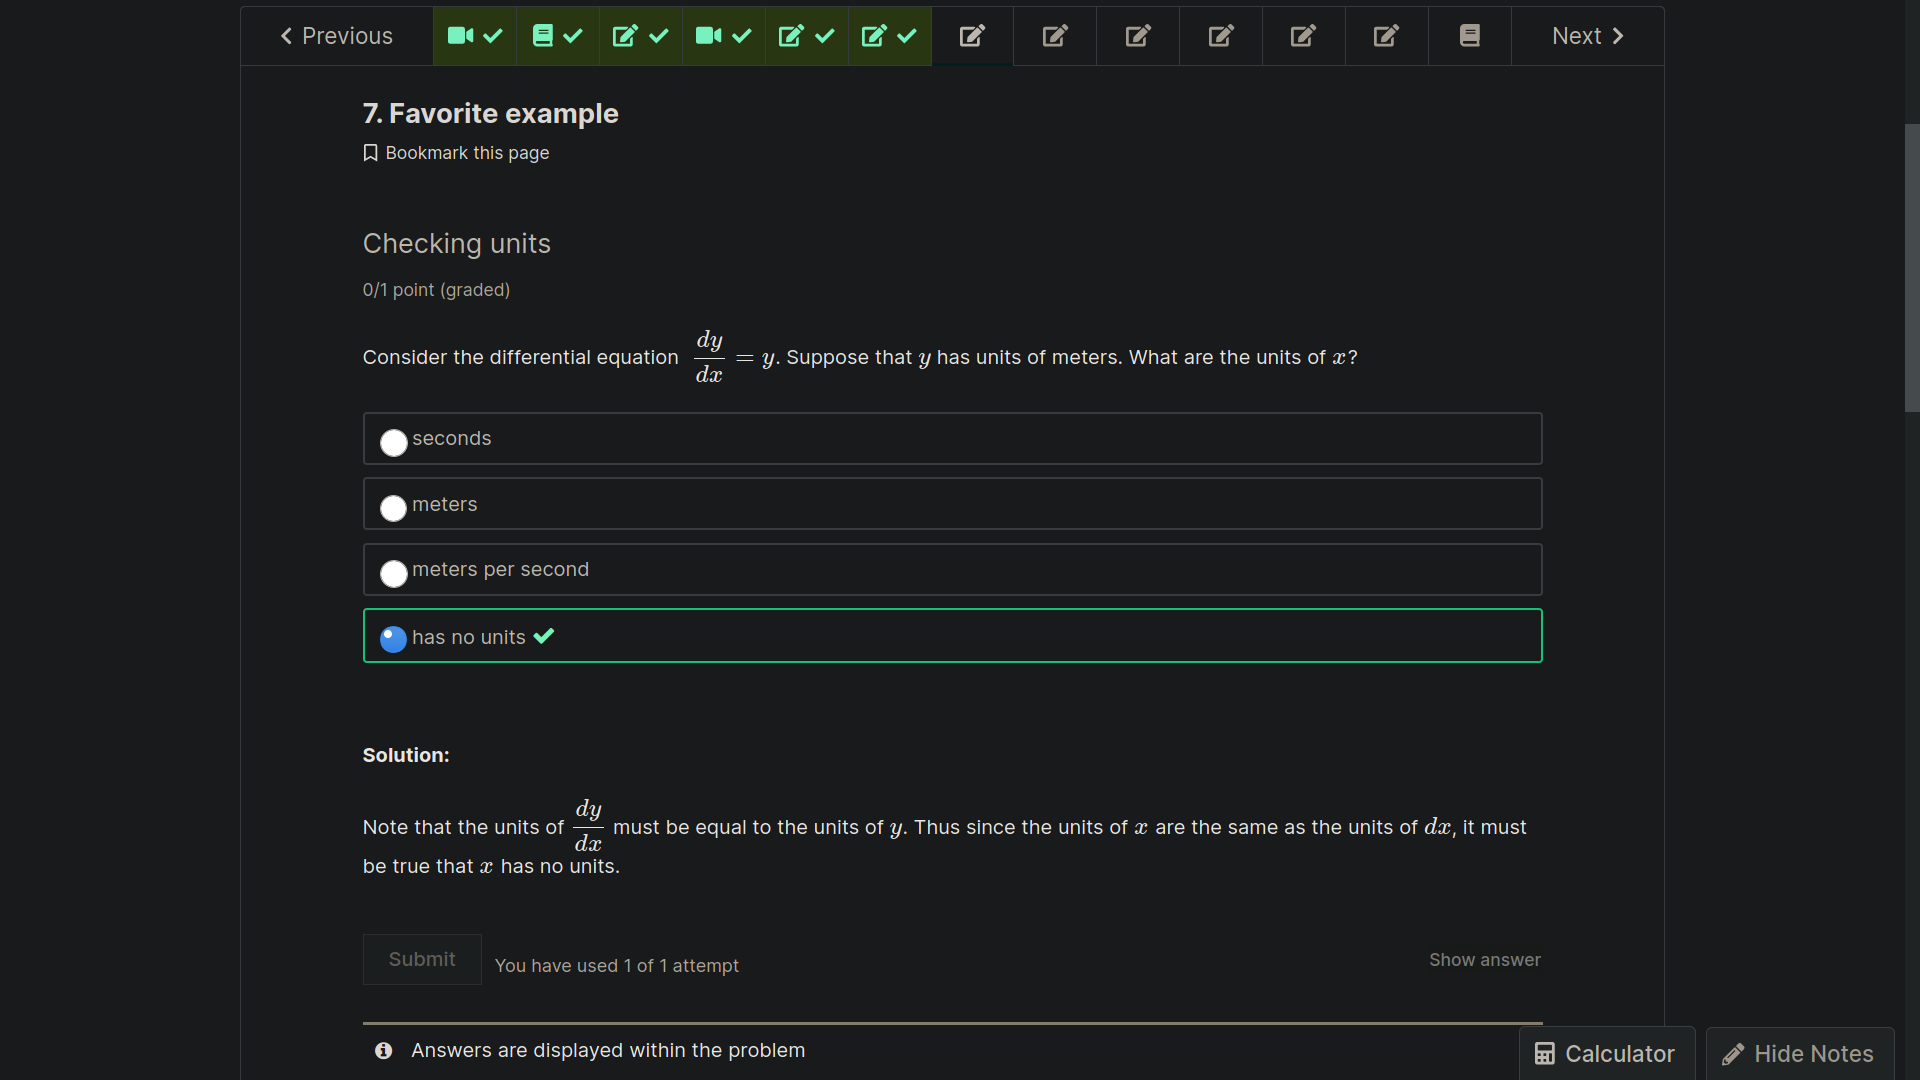 Previous
Next
7. Favorite example
Bookmark this page
Checking units
0/1 point (graded)
Consider the differential equation dy/dx = y. Suppose that y has units of meters. What are the units of x?
seconds
meters
meters per second
has no units
Solution:
Note that the units of dy/dx must be equal to the units of y. Thus since the units of x are the same as the units of dx, it must
be true that x has no units.
Submit
You have used 1 of 1 attempt
Show answer
Answers are displayed within the problem
Calculator
Hide Notes